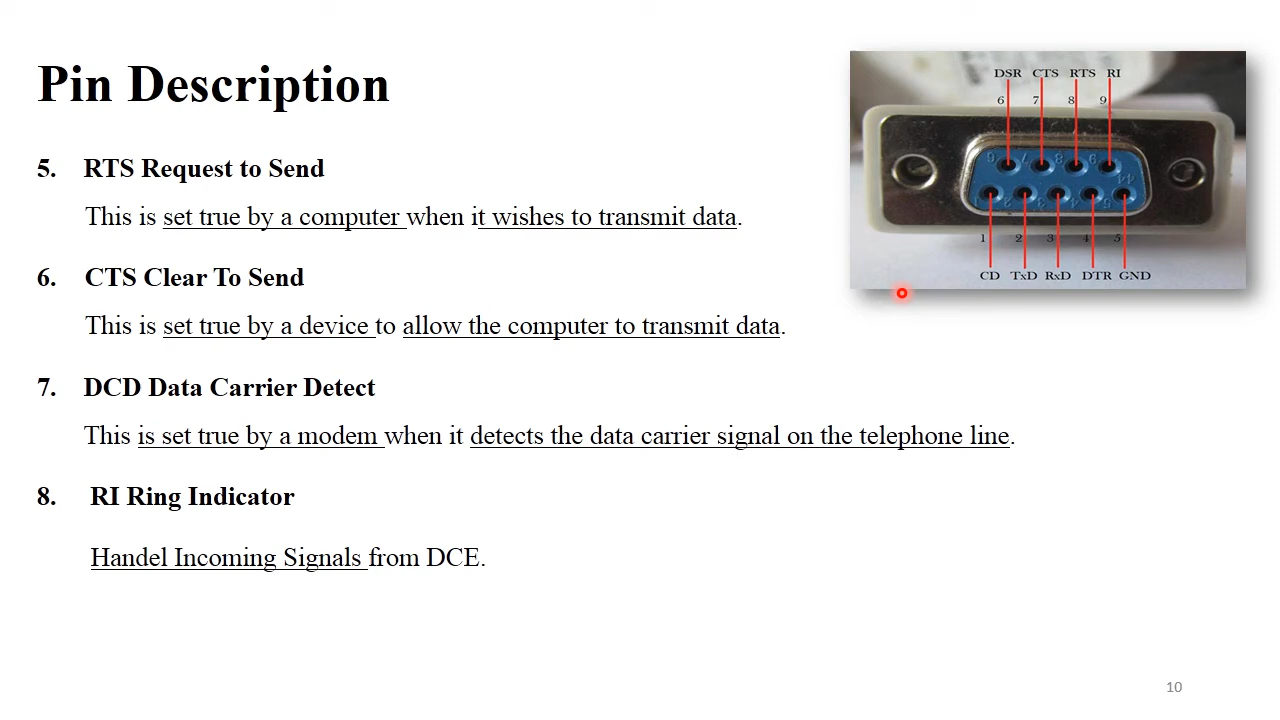 Pin Description
5. RTS Request to Send
This is set true by a computer when it wishes to transmit data.
6. CTS Clear To Send
This is set true by a device to allow the computer to transmit data.
7. DCD Data Carrier Detect
This is set true by a modem when it detects the data carrier signal on the telephone line.
8. RI Ring Indicator
Handel Incoming Signals from DCE.
DSR CTS RTS RI
6 7 8 9
1 2 3 4 5
CD TxD RxD DTR GND
10